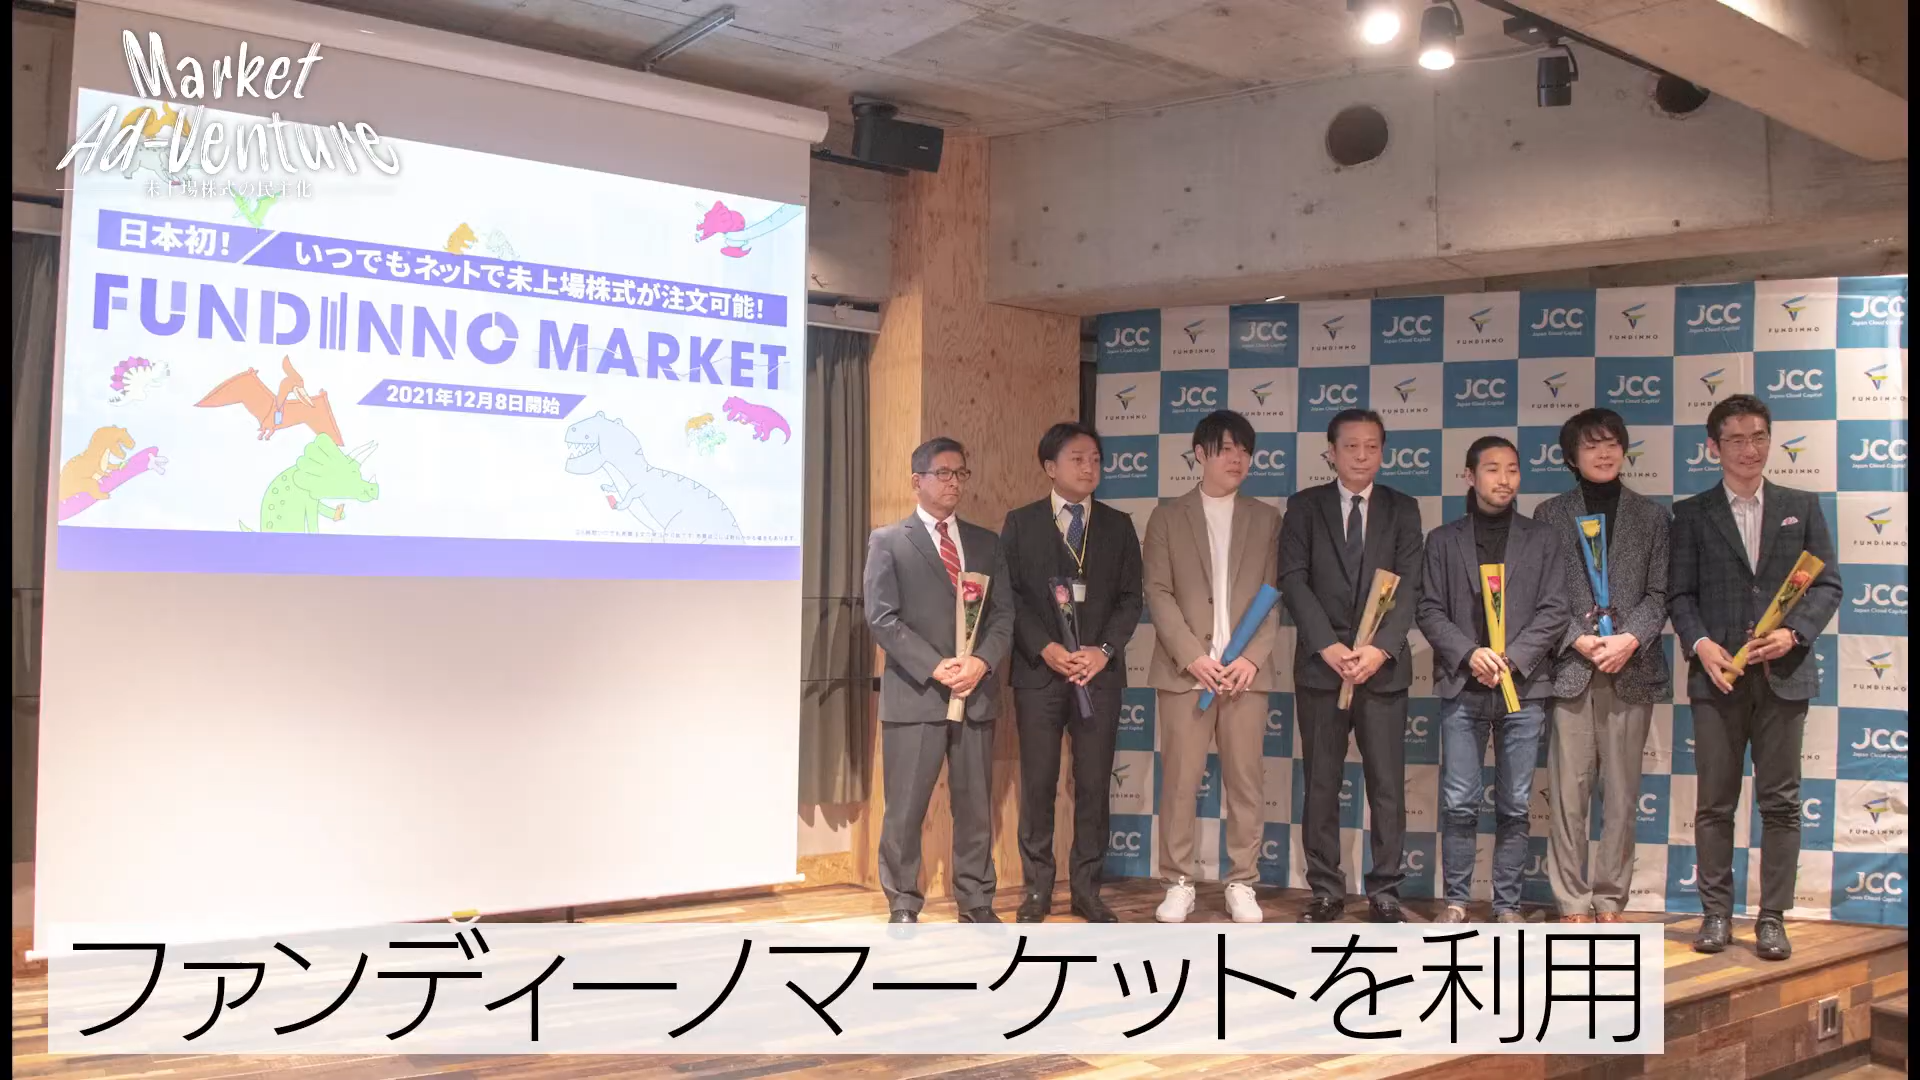 Market
Ad-Venture
未上場株式の民主化
日本初！
いつでもネットで未上場株式が注文可能！
FUNDINNO MARKET
2021年12月8日開始
JCC
Japan Cloud Capital
FUNDINNO
ファンディーノマーケットを利用